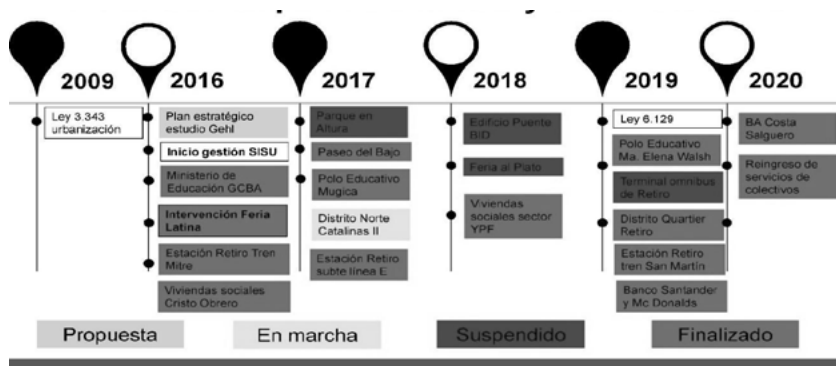 2009
2016
2017
2018
2019
2020
Ley 3.343
urbanización
Plan estratégico
estudio Gehl
Inicio gestión SISU
Ministerio de
Educación GCBA
Intervención Feria
Latina
Estación Retiro Tren
Mitre
Viviendas sociales
Cristo Obrero
Parque en
Altura
Paseo del Bajo
Polo Educativo
Mugica
Distrito Norte
Catalinas II
Estación Retiro
subte línea E
Edificio Puente
BID
Feria al Plato
Viviendas
sociales sector
YPF
Ley 6.129
Polo Educativo
Ma. Elena Walsh
Terminal omnibus
de Retiro
Distrito Quartier
Retiro
Estación Retiro
tren San Martín
Banco Santander
y Mc Donalds
BA Costa
Salguero
Reingreso de
servicios de
colectivos
Propuesta
En marcha
Suspendido
Finalizado